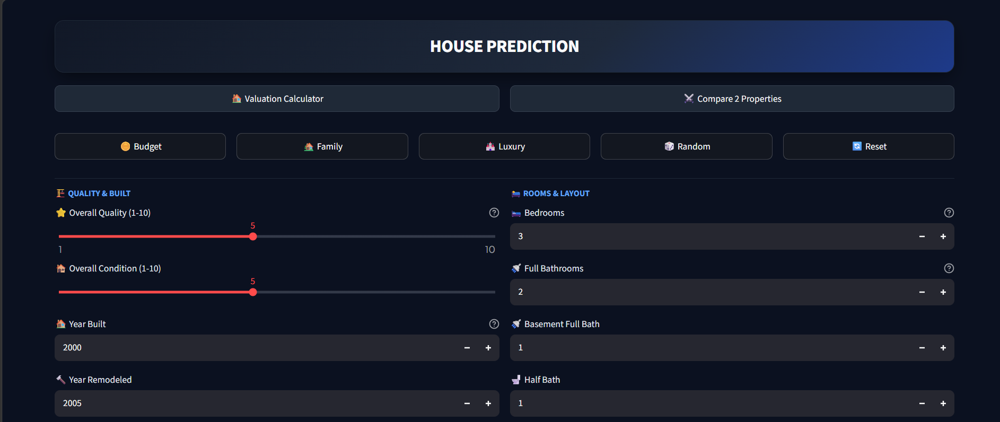 HOUSE PREDICTION
Valuation Calculator
Compare 2 Properties
Budget
Family
Luxury
Random
Reset
QUALITY & BUILT
Overall Quality (1-10)
5
1
10
Overall Condition (1-10)
5
Year Built
2000
Year Remodeled
2005
ROOMS & LAYOUT
Bedrooms
3
Full Bathrooms
2
Basement Full Bath
1
Half Bath
1